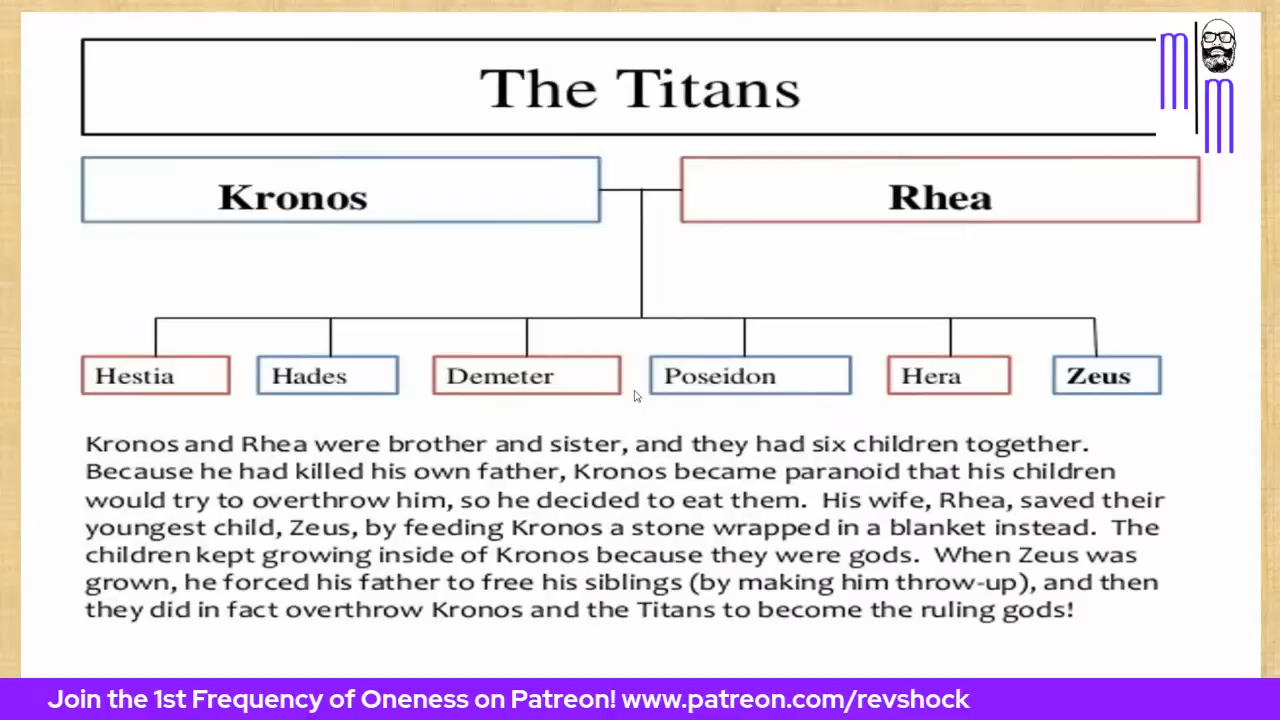 The Titans
Kronos
Rhea
Hestia
Hades
Demeter
Poseidon
Hera
Zeus
Kronos and Rhea were brother and sister, and they had six children together.
Because he had killed his own father, Kronos became paranoid that his children
would try to overthrow him, so he decided to eat them. His wife, Rhea, saved their
youngest child, Zeus, by feeding Kronos a stone wrapped in a blanket instead. The
children kept growing inside of Kronos because they were gods. When Zeus was
grown, he forced his father to free his siblings (by making him throw-up), and then
they did in fact overthrow Kronos and the Titans to become the ruling gods!
Join the 1st Frequency of Oneness on Patreon! www.patreon.com/revshock